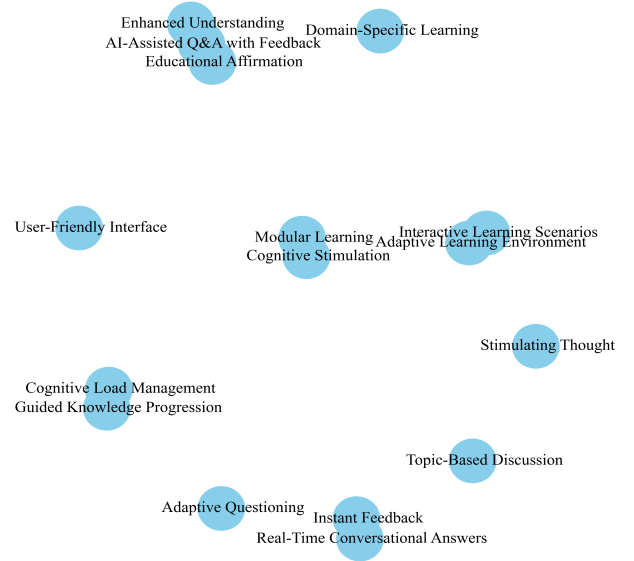 Enhanced Understanding
Domain-Specific Learning
AI-Assisted Q&A with Feedback
Educational Affirmation
User-Friendly Interface
Modular Learning
Interactive Learning Scenarios
Adaptive Learning Environment
Cognitive Stimulation
Stimulating Thought
Cognitive Load Management
Guided Knowledge Progression
Topic-Based Discussion
Adaptive Questioning
Instant Feedback
Real-Time Conversational Answers